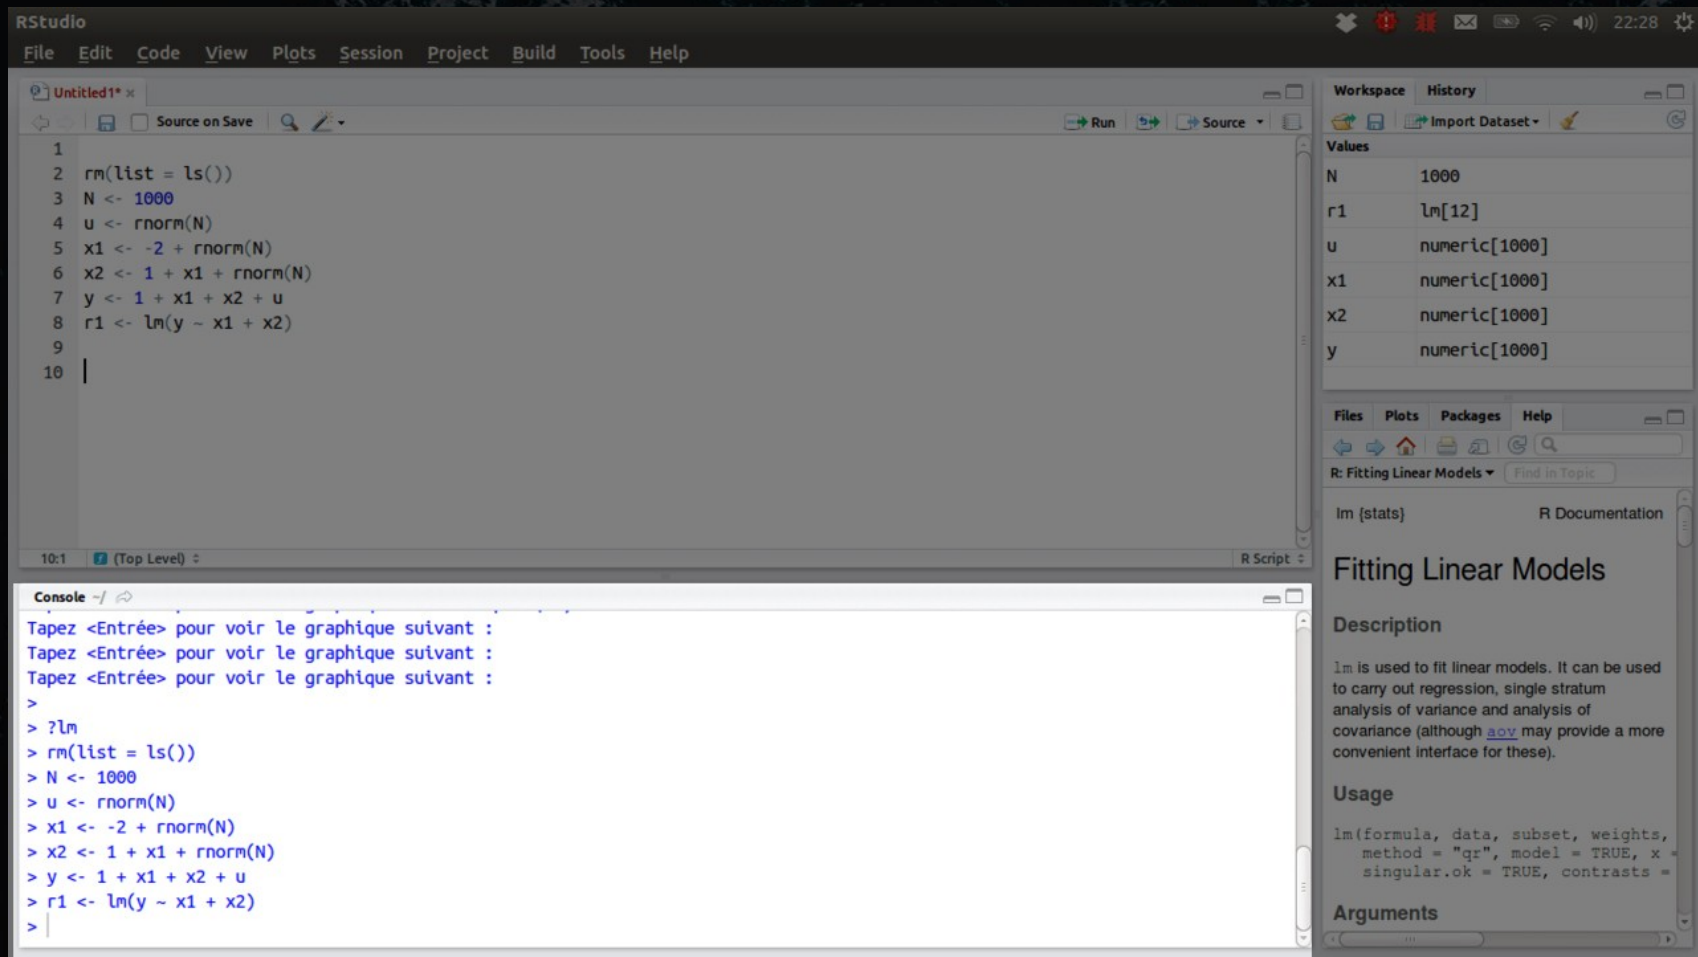 RStudio
22:28
File Edit Code View Plots Session Project Build Tools Help
Untitled1*
Source on Save
Run Source
1
2 rm(list = ls())
3 N <- 1000
4 u <- rnorm(N)
5 x1 <- -2 + rnorm(N)
6 x2 <- 1 + x1 + rnorm(N)
7 y <- 1 + x1 + x2 + u
8 r1 <- lm(y ~ x1 + x2)
9
10
10:1 (Top Level) R Script
Console ~/
Tapez <Entrée> pour voir le graphique suivant :
Tapez <Entrée> pour voir le graphique suivant :
Tapez <Entrée> pour voir le graphique suivant :
>
> ?lm
> rm(list = ls())
> N <- 1000
> u <- rnorm(N)
> x1 <- -2 + rnorm(N)
> x2 <- 1 + x1 + rnorm(N)
> y <- 1 + x1 + x2 + u
> r1 <- lm(y ~ x1 + x2)
>
Workspace History
Import Dataset
Values
N 1000
r1 lm[12]
u numeric[1000]
x1 numeric[1000]
x2 numeric[1000]
y numeric[1000]
Files Plots Packages Help
R: Fitting Linear Models Find in Topic
lm {stats} R Documentation
Fitting Linear Models
Description
lm is used to fit linear models. It can be used
to carry out regression, single stratum
analysis of variance and analysis of
covariance (although aov may provide a more
convenient interface for these).
Usage
lm(formula, data, subset, weights,
method = "qr", model = TRUE, x =
singular.ok = TRUE, contrasts =
Arguments